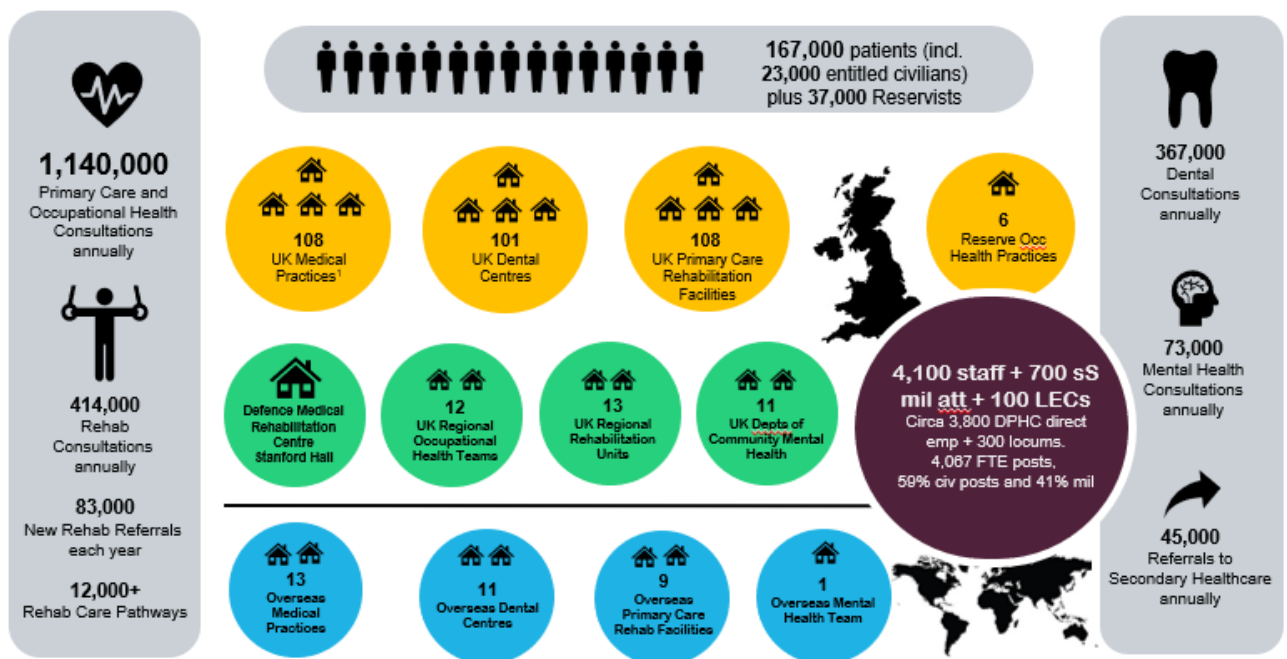 167,000 patients (incl.
23,000 entitled civilians)
plus 37,000 Reservists
1,140,000
Primary Care and
Occupational Health
Consultations
annually
414,000
Rehab
Consultations
annually
83,000
New Rehab Referrals
each year
12,000+
Rehab Care Pathways
108
UK Medical
Practices¹
101
UK Dental
Centres
108
UK Primary Care
Rehabilitation
Facilities
6
Reserve Occ
Health Practices
Defence Medical
Rehabilitation
Centre
Stanford Hall
12
UK Regional
Occupational
Health Teams
13
UK Regional
Rehabilitation
Units
11
UK Depts of
Community Mental
Health
4,100 staff + 700 sS
mil att + 100 LECs
Circa 3,800 DPHC direct
emp + 300 locums.
4,067 FTE posts,
59% civ posts and 41% mil
13
Overseas
Medical
Practices
11
Overseas Dental
Centres
9
Overseas
Primary Care
Rehab Facilities
1
Overseas Mental
Health Team
367,000
Dental
Consultations
annually
73,000
Mental Health
Consultations
annually
45,000
Referrals to
Secondary Healthcare
annually